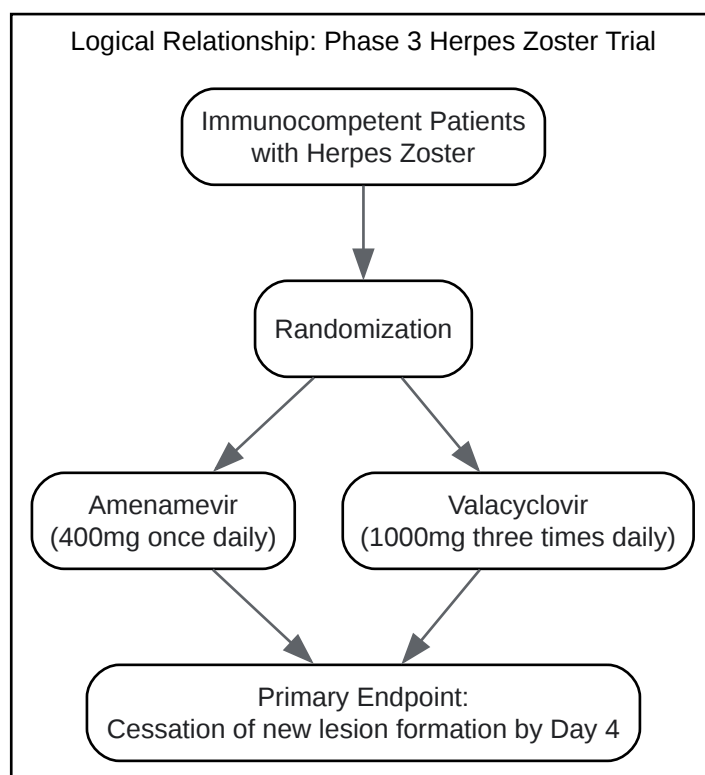 Logical Relationship: Phase 3 Herpes Zoster Trial
Immunocompetent Patients
with Herpes Zoster
Randomization
Amenamevir
(400mg once daily)
Valacyclovir
(1000mg three times daily)
Primary Endpoint:
Cessation of new lesion formation by Day 4